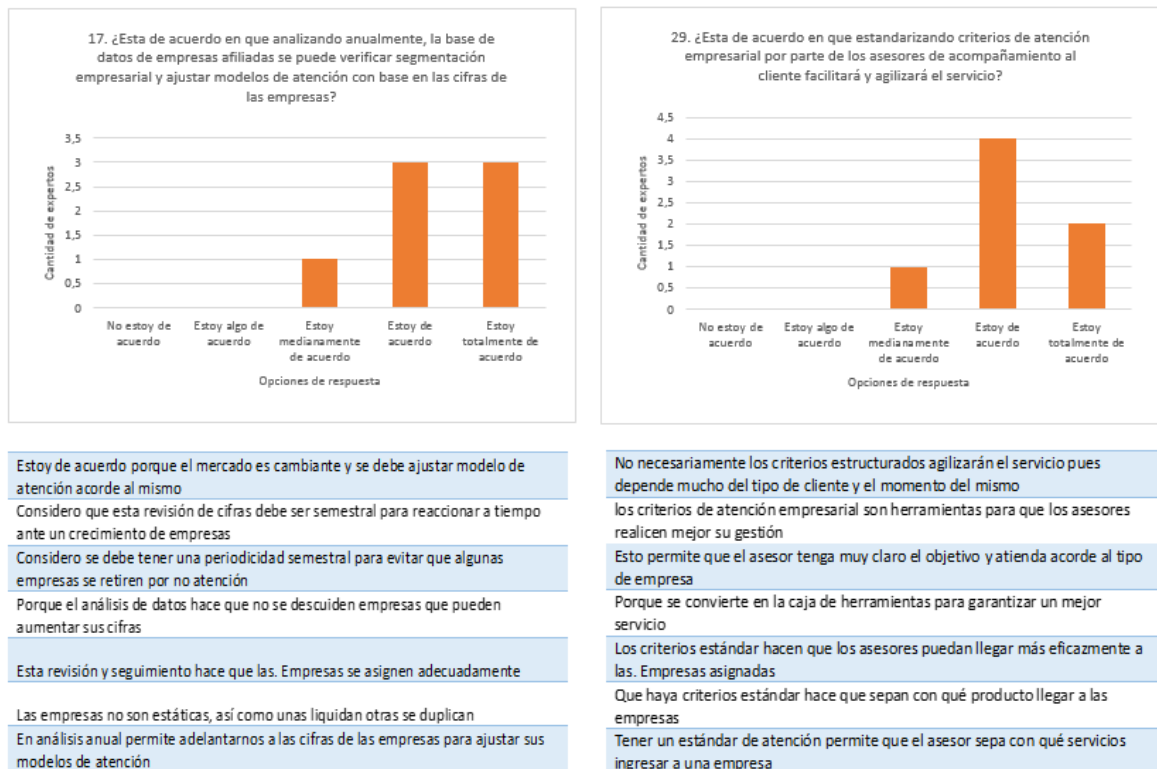 17. ¿Esta de acuerdo en que analizando anualmente, la base de
datos de empresas afiliadas se puede verificar segmentación
empresarial y ajustar modelos de atención con base en las cifras de
las empresas?
3,5
3
2,5
2
1,5
1
0,5
0
Cantidad de expertos
No estoy de
acuerdo
Estoy algo de
acuerdo
Estoy
medianamente
de acuerdo
Estoy de
acuerdo
Estoy
totalmente de
acuerdo
Opciones de respuesta
29. ¿Esta de acuerdo en que estandarizando criterios de atención
empresarial por parte de los asesores de acompañamiento al
cliente facilitará y agilizará el servicio?
4,5
4
3,5
3
2,5
2
1,5
1
0,5
0
Cantidad de expertos
No estoy de
acuerdo
Estoy algo de
acuerdo
Estoy
medianamente
de acuerdo
Estoy de
acuerdo
Estoy
totalmente de
acuerdo
Opciones de respuesta
Estoy de acuerdo porque el mercado es cambiante y se debe ajustar modelo de
atención acorde al mismo
Considero que esta revisión de cifras debe ser semestral para reaccionar a tiempo
ante un crecimiento de empresas
Considero se debe tener una periodicidad semestral para evitar que algunas
empresas se retiren por no atención
Porque el análisis de datos hace que no se descuiden empresas que pueden
aumentar sus cifras
Esta revisión y seguimiento hace que las. Empresas se asignen adecuadamente
Las empresas no son estáticas, así como unas liquidan otras se duplican
En análisis anual permite adelantarnos a las cifras de las empresas para ajustar sus
modelos de atención
No necesariamente los criterios estructurados agilizarán el servicio pues
depende mucho del tipo de cliente y el momento del mismo
los criterios de atención empresarial son herramientas para que los asesores
realicen mejor su gestión
Esto permite que el asesor tenga muy claro el objetivo y atienda acorde al tipo
de empresa
Porque se convierte en la caja de herramientas para garantizar un mejor
servicio
Los criterios estándar hacen que los asesores puedan llegar más eficazmente a
las. Empresas asignadas
Que haya criterios estándar hace que sepan con qué producto llegar a las
empresas
Tener un estándar de atención permite que el asesor sepa con qué servicios
ingresar a una empresa